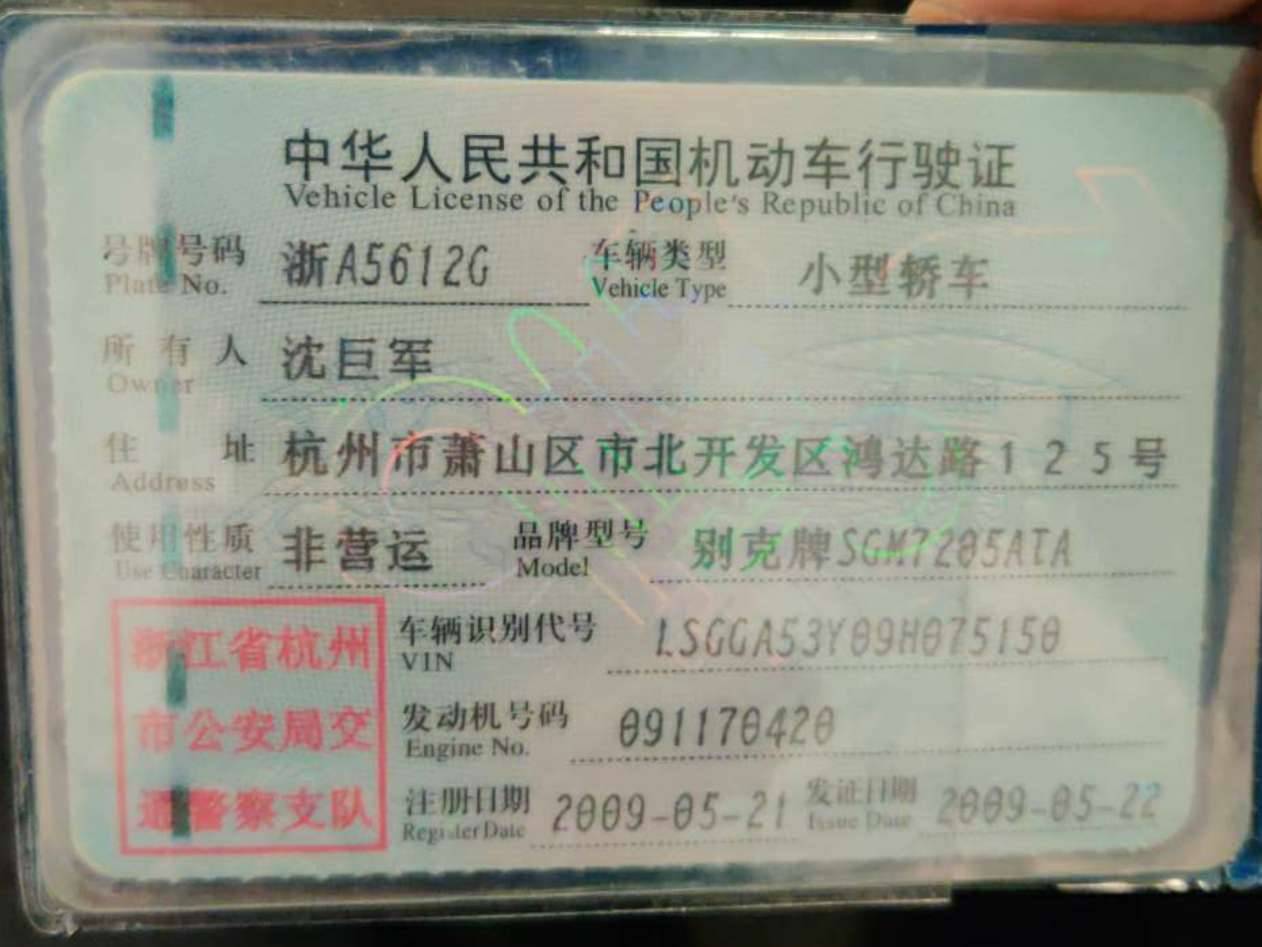 中华人民共和国机动车行驶证
Vehicle License of the People's Republic of China
号牌号码 浙A5612G 车辆类型 小型轿车
Plate No. Vehicle Type
所有人 沈巨军
Owner
住址 杭州市萧山区市北开发区鸿达路125号
Address
使用性质 非营运 品牌型号 别克牌SGM7205ATA
Use Character Model
浙江省杭州
市公安局交
通警察支队
车辆识别代号 LSGGA53Y09H075150
VIN
发动机号码 091170420
Engine No.
注册日期 2009-05-21 发证日期 2009-05-22
Register Date Issue Date